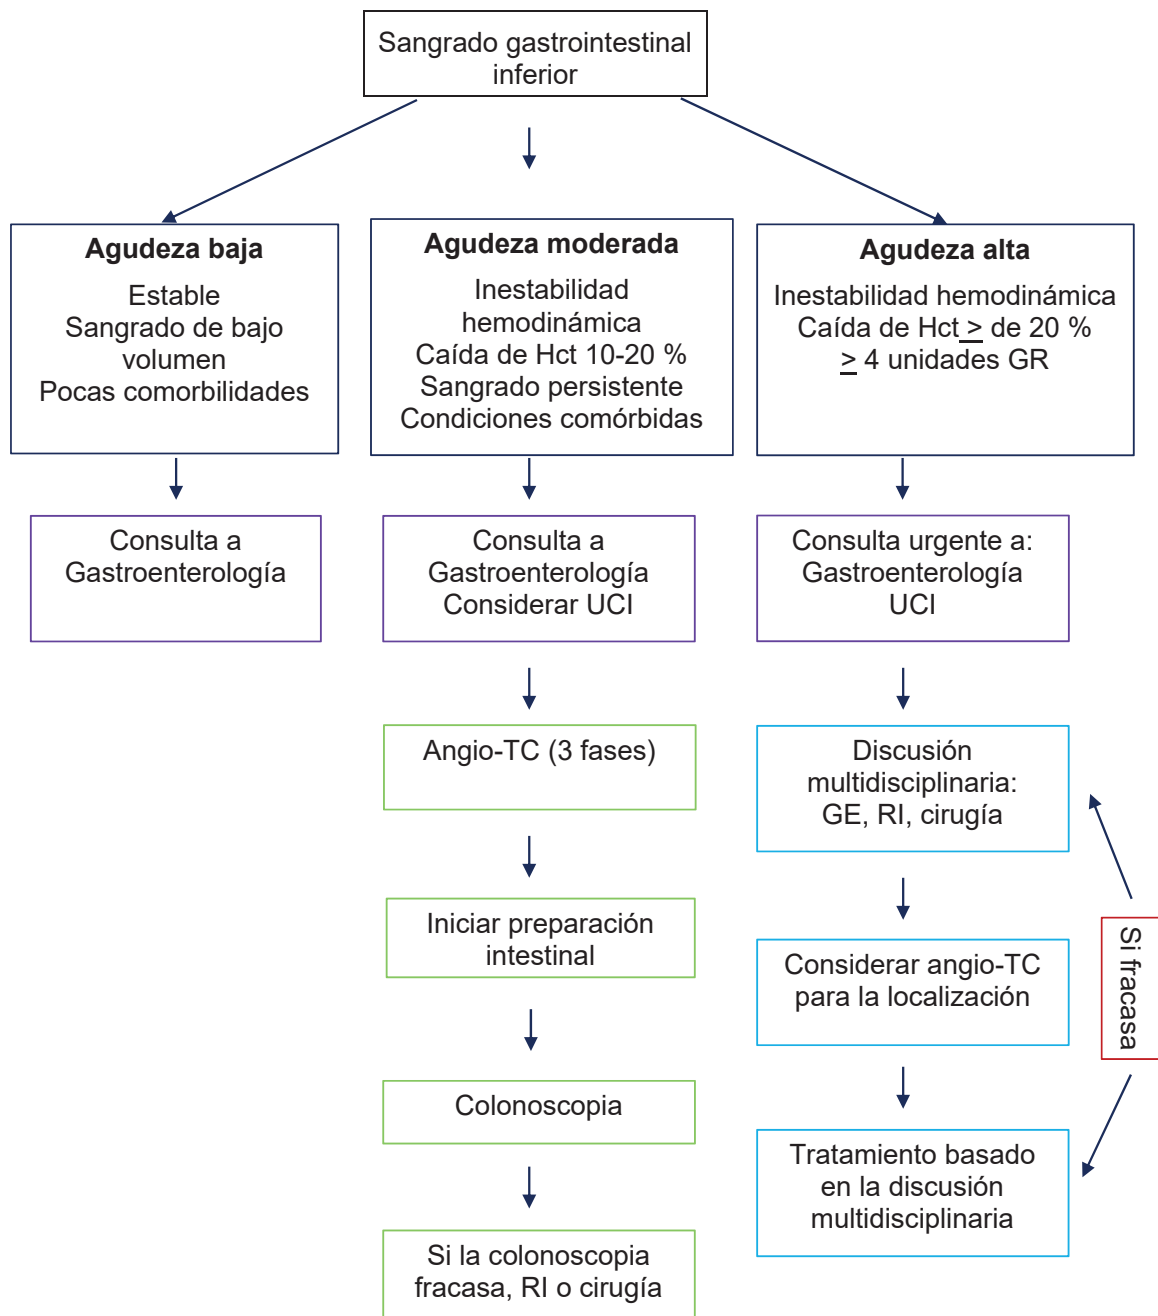 Sangrado gastrointestinal
inferior
Agudeza baja
Estable
Sangrado de bajo
volumen
Pocas comorbilidades
Agudeza moderada
Inestabilidad
hemodinámica
Caída de Hct 10-20 %
Sangrado persistente
Condiciones comórbidas
Agudeza alta
Inestabilidad hemodinámica
Caída de Hct ≥ de 20 %
≥ 4 unidades GR
Consulta a
Gastroenterología
Consulta a
Gastroenterología
Considerar UCI
Consulta urgente a:
Gastroenterología
UCI
Angio-TC (3 fases)
Iniciar preparación
intestinal
Colonoscopia
Si la colonoscopia
fracasa, RI o cirugía
Discusión
multidisciplinaria:
GE, RI, cirugía
Considerar angio-TC
para la localización
Tratamiento basado
en la discusión
multidisciplinaria
Si fracasa